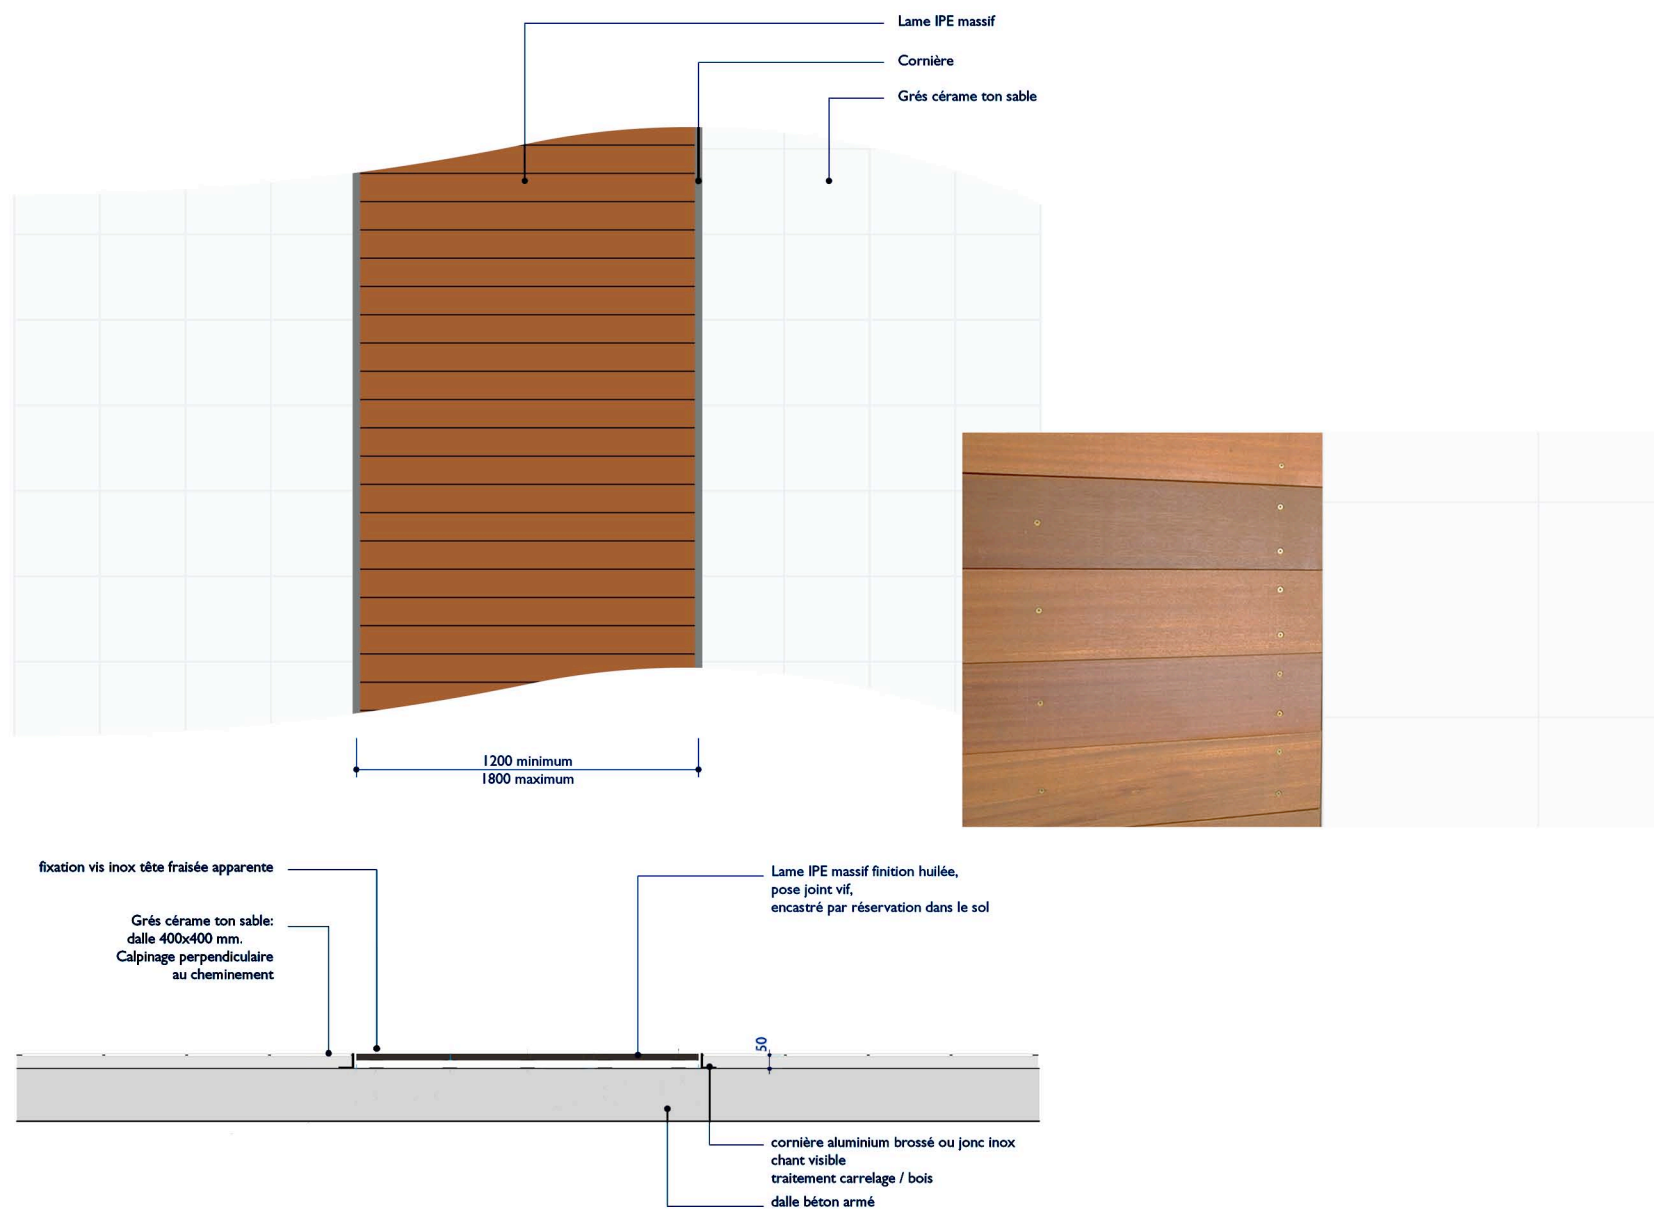 Lame IPE massif
Cornière
Grés cérame ton sable
1200 minimum
1800 maximum
fixation vis inox tête fraisée apparente
Grés cérame ton sable:
dalle 400x400 mm.
Calpinage perpendiculaire
au cheminement
Lame IPE massif finition huilée,
pose joint vif,
encastré par réservation dans le sol
50
cornière aluminium brossé ou jonc inox
chant visible
traitement carrelage / bois
dalle béton armé